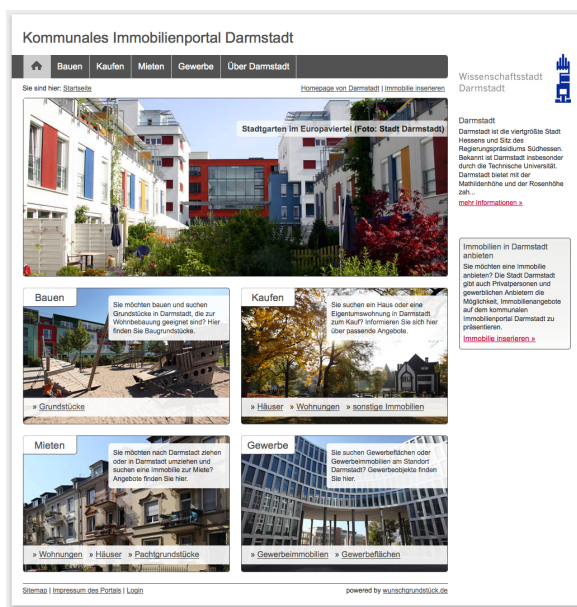 Kommunales Immobilienportal Darmstadt
Bauen Kaufen Mieten Gewerbe Über Darmstadt
Sie sind hier: Startseite
Homepage von Darmstadt | Immobilie inserieren
Stadtgarten im Europaviertel (Foto: Stadt Darmstadt)
Bauen
Sie möchten bauen und suchen
Grundstücke in Darmstadt, die zur
Wohnbebauung geeignet sind? Hier
finden Sie Baugrundstücke.
» Grundstücke
Kaufen
Sie suchen ein Haus oder eine
Eigentumswohnung in Darmstadt
zum Kauf? Informieren Sie sich hier
über passende Angebote.
» Häuser » Wohnungen » sonstige Immobilien
Mieten
Sie möchten nach Darmstadt ziehen
oder in Darmstadt umziehen und
suchen eine Immobilie zur Miete?
Angebote finden Sie hier.
» Wohnungen » Häuser » Pachtgrundstücke
Gewerbe
Sie suchen Gewerbeflächen oder
Gewerbeimmobilien am Standort
Darmstadt? Gewerbeobjekte finden
Sie hier.
» Gewerbeimmobilien » Gewerbeflächen
Sitemap | Impressum des Portals | Login
powered by wunschgrundstück.de
Wissenschaftsstadt
Darmstadt
Darmstadt
Darmstadt ist die viertgrößte Stadt
Hessens und Sitz des
Regierungspräsidiums Südhessen.
Bekannt ist Darmstadt insbesonder
durch die Technische Universität.
Darmstadt bietet mit der
Mathildenhöhe und der Rosenhöhe
zah...
mehr Informationen »
Immobilien in Darmstadt
anbieten
Sie möchten eine Immobilie
anbieten? Die Stadt Darmstadt
gibt auch Privatpersonen und
gewerblichen Anbietern die
Möglichkeit, Immobilienangebote
auf dem kommunalen
Immobilienportal Darmstadt zu
präsentieren.
Immobilie inserieren »